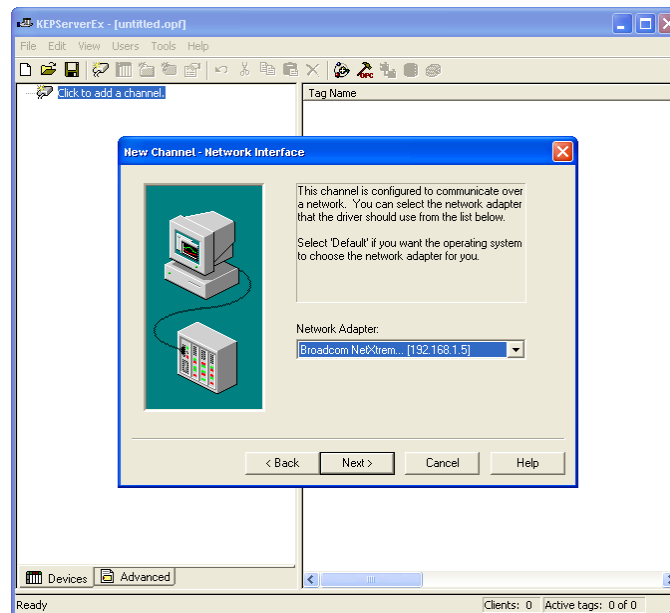 KEPServerEx - [untitled.opf]
File Edit View Users Tools Help
Click to add a channel.
Tag Name
New Channel - Network Interface
This channel is configured to communicate over
a network. You can select the network adapter
that the driver should use from the list below.
Select 'Default' if you want the operating system
to choose the network adapter for you.
Network Adapter:
Broadcom NetXtrem... [192.168.1.5]
< Back
Next >
Cancel
Help
Devices
Advanced
Ready
Clients: 0
Active tags: 0 of 0